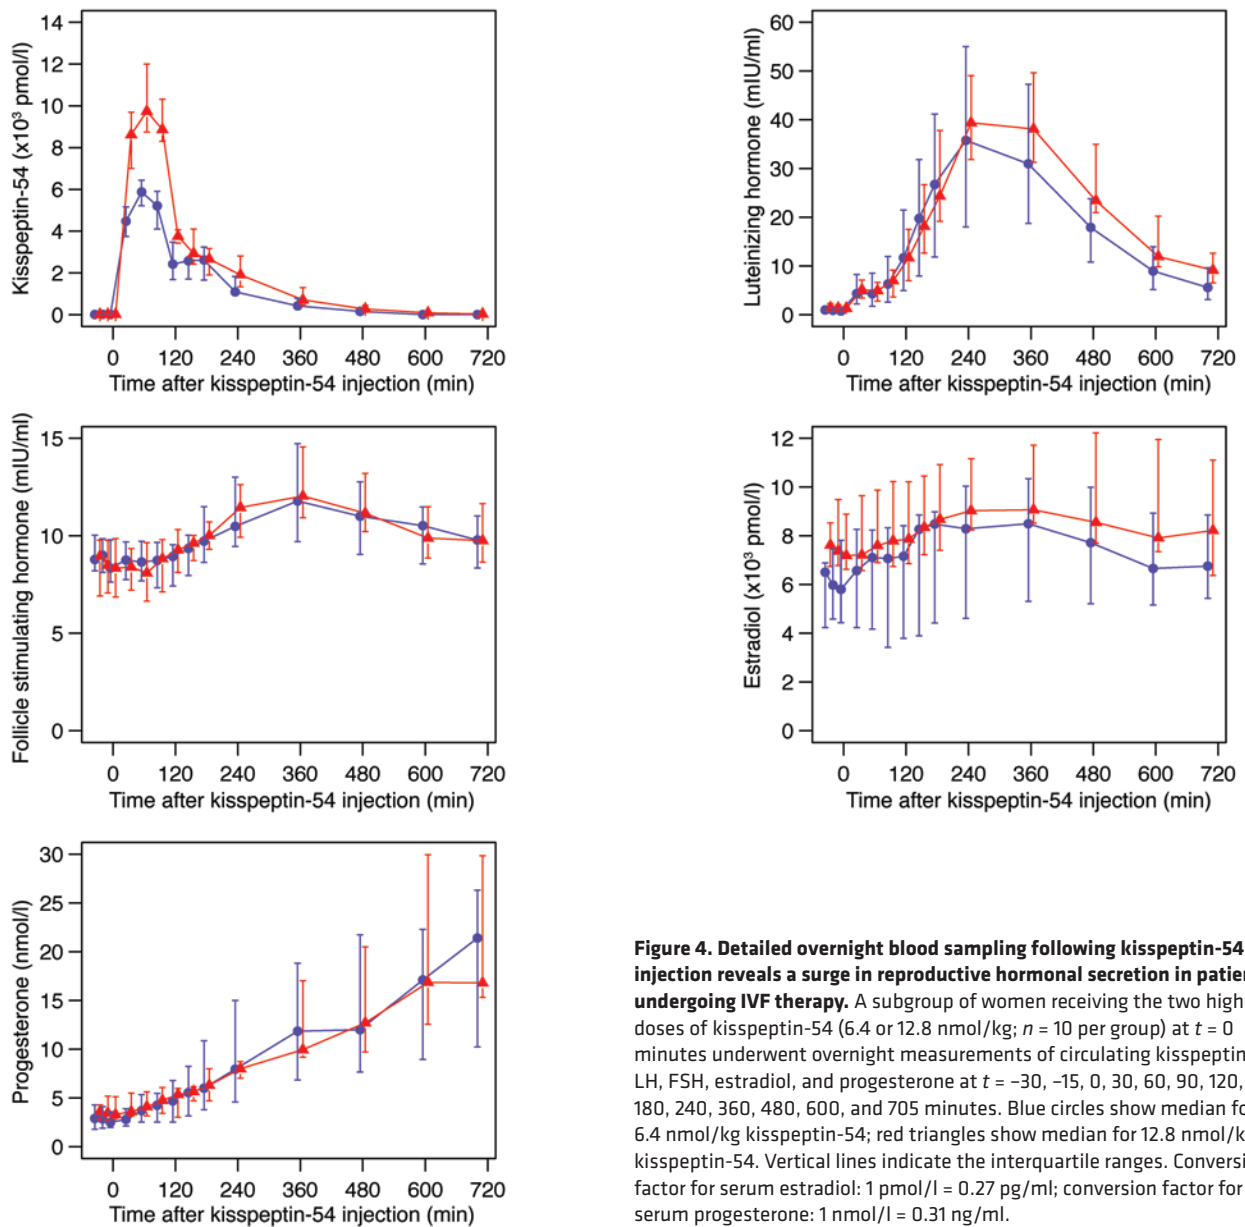 14
12
10
8
6
4
2
0
Kisspeptin-54 (x10³ pmol/l)
0 120 240 360 480 600 720
Time after kisspeptin-54 injection (min)
60
50
40
30
20
10
0
Luteinizing hormone (mIU/ml)
0 120 240 360 480 600 720
Time after kisspeptin-54 injection (min)
15
10
5
0
Follicle stimulating hormone (mIU/ml)
0 120 240 360 480 600 720
Time after kisspeptin-54 injection (min)
12
10
8
6
4
2
0
Estradiol (x10³ pmol/l)
0 120 240 360 480 600 720
Time after kisspeptin-54 injection (min)
30
25
20
15
10
5
0
Progesterone (nmol/l)
0 120 240 360 480 600 720
Time after kisspeptin-54 injection (min)
Figure 4. Detailed overnight blood sampling following kisspeptin-54
injection reveals a surge in reproductive hormonal secretion in
undergoing IVF therapy. A subgroup of women receiving the two
doses of kisspeptin-54 (6.4 or 12.8 nmol/kg; n = 10 per group) at t = 0
minutes underwent overnight measurements of circulating
LH, FSH, estradiol, and progesterone at t = –30, –15, 0, 30, 60, 90, 120,
180, 240, 360, 480, 600, and 705 minutes. Blue circles show median
6.4 nmol/kg kisspeptin-54; red triangles show median for 12.8
kisspeptin-54. Vertical lines indicate the interquartile ranges.
factor for serum estradiol: 1 pmol/l = 0.27 pg/ml; conversion factor for
serum progesterone: 1 nmol/l = 0.31 ng/ml.